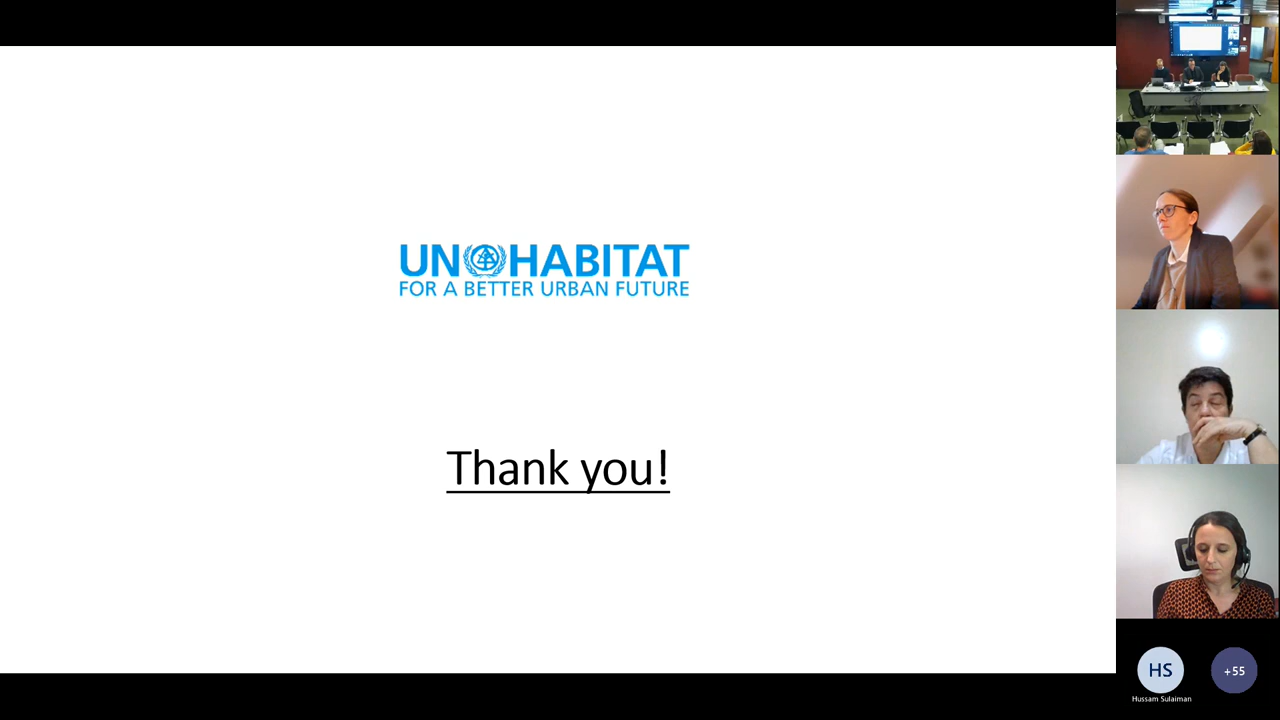 UN HABITAT
FOR A BETTER URBAN FUTURE
Thank you!
HS
+55
Hussam Sulaiman